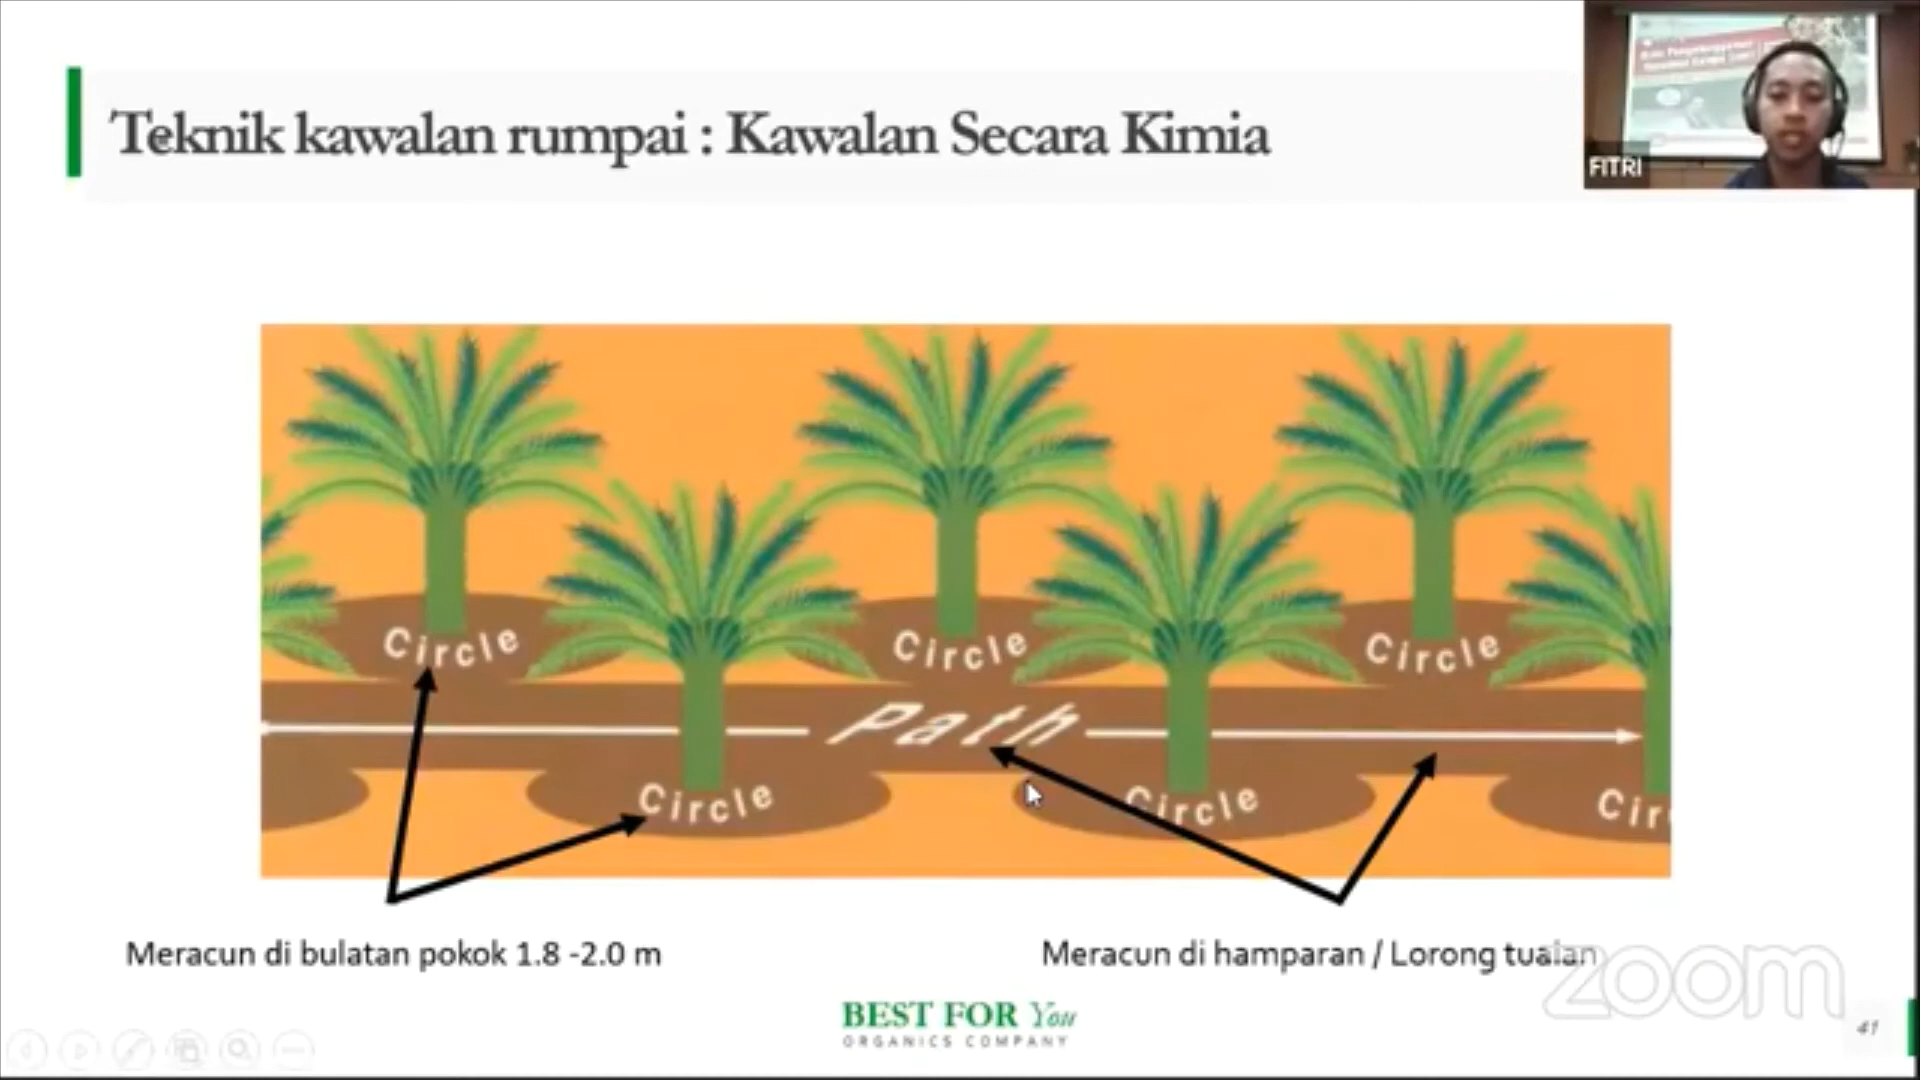 Teknik kawalan rumpai : Kawalan Secara Kimia
FITRI
Circle
Circle
Circle
Path
Circle
Circle
Cir
Meracun di bulatan pokok 1.8 -2.0 m
Meracun di hamparan / Lorong tualan
zoom
BEST FOR You
ORGANICS COMPANY
41